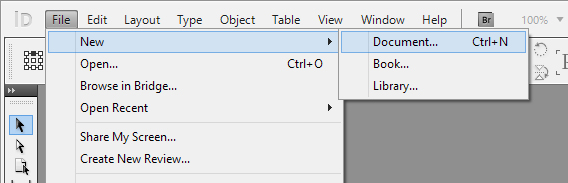 iD File Edit Layout Type Object Table View Window Help Br 100%
New Document... Ctrl+N
Open... Ctrl+O Book...
Browse in Bridge... Library...
Open Recent
Share My Screen...
Create New Review...